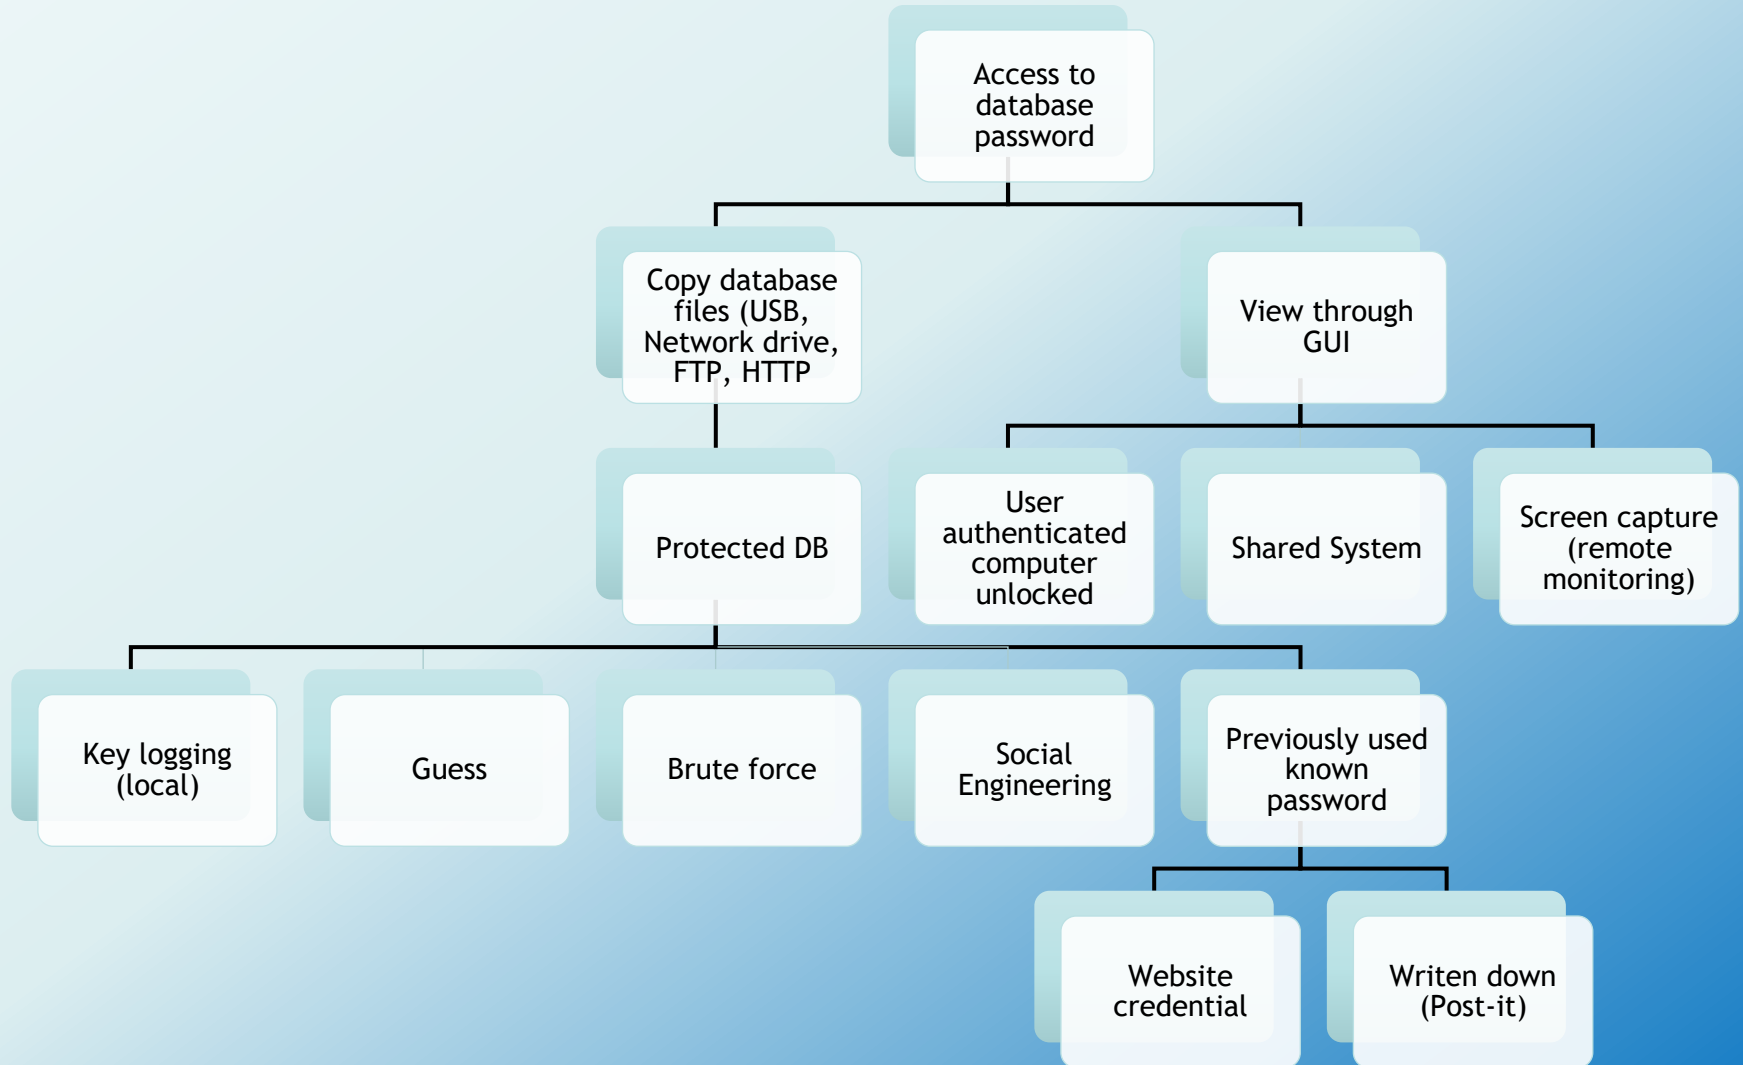 Access to
database
password
Copy database
files (USB,
Network drive,
FTP, HTTP
View through
GUI
Protected DB
User
authenticated
computer
unlocked
Shared System
Screen capture
(remote
monitoring)
Key logging
(local)
Guess
Brute force
Social
Engineering
Previously used
known
password
Website
credential
Writen down
(Post-it)